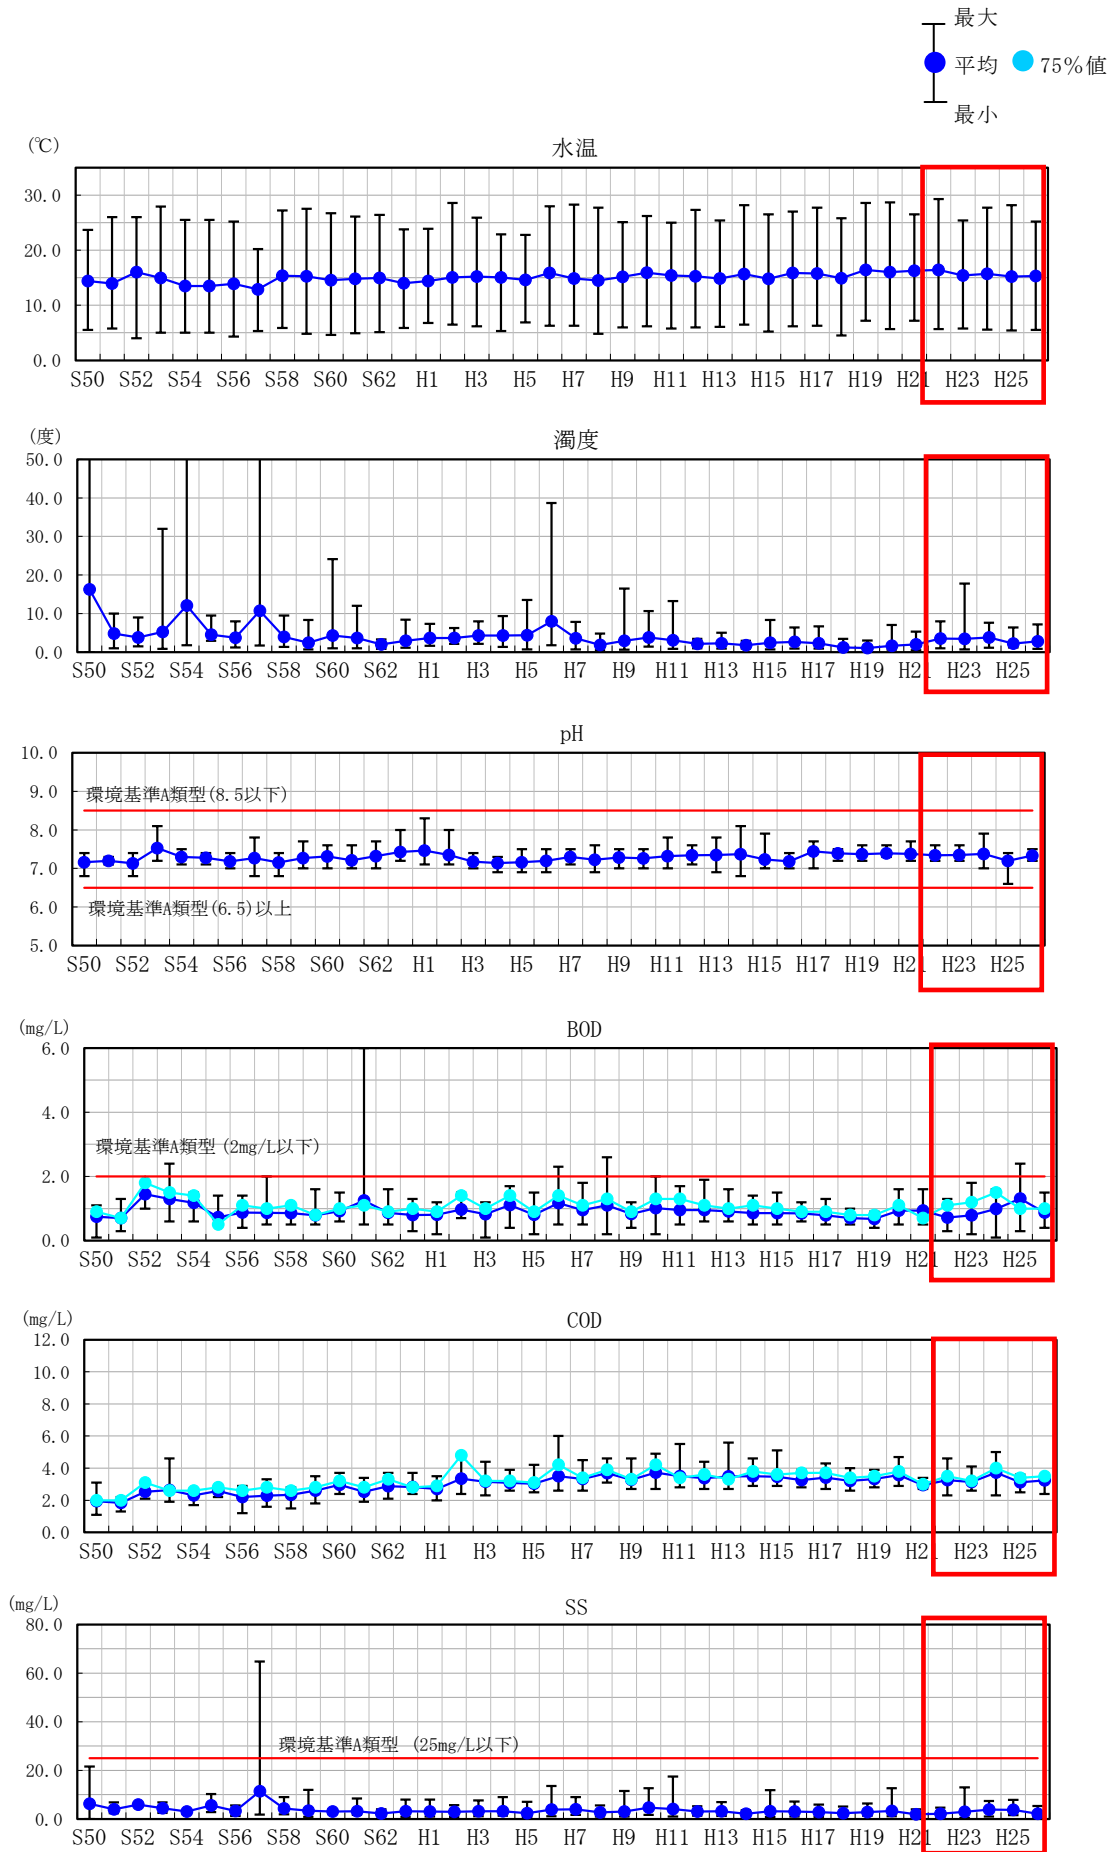 最大
平均 75%値
最小
(℃)
水温
30.0
20.0
10.0
0.0
S50 S52 S54 S56 S58 S60 S62 H1 H3 H5 H7 H9 H11 H13 H15 H17 H19 H21 H23 H25
(度)
濁度
50.0
40.0
30.0
20.0
10.0
0.0
S50 S52 S54 S56 S58 S60 S62 H1 H3 H5 H7 H9 H11 H13 H15 H17 H19 H21 H23 H25
pH
10.0
9.0
環境基準A類型(8.5以下)
8.0
7.0
6.0
環境基準A類型(6.5)以上
5.0
S50 S52 S54 S56 S58 S60 S62 H1 H3 H5 H7 H9 H11 H13 H15 H17 H19 H21 H23 H25
(mg/L)
BOD
6.0
4.0
環境基準A類型(2mg/L以下)
2.0
0.0
S50 S52 S54 S56 S58 S60 S62 H1 H3 H5 H7 H9 H11 H13 H15 H17 H19 H21 H23 H25
(mg/L)
COD
12.0
10.0
8.0
6.0
4.0
2.0
0.0
S50 S52 S54 S56 S58 S60 S62 H1 H3 H5 H7 H9 H11 H13 H15 H17 H19 H21 H23 H25
(mg/L)
SS
80.0
60.0
40.0
環境基準A類型 (25mg/L以下)
20.0
0.0
S50 S52 S54 S56 S58 S60 S62 H1 H3 H5 H7 H9 H11 H13 H15 H17 H19 H21 H23 H25